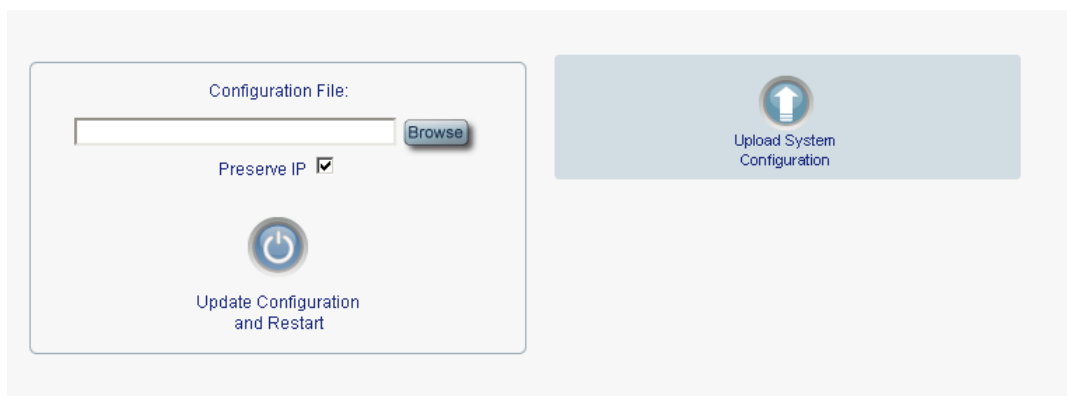 Configuration File:
Browse
Preserve IP
Update Configuration
and Restart
Upload System
Configuration